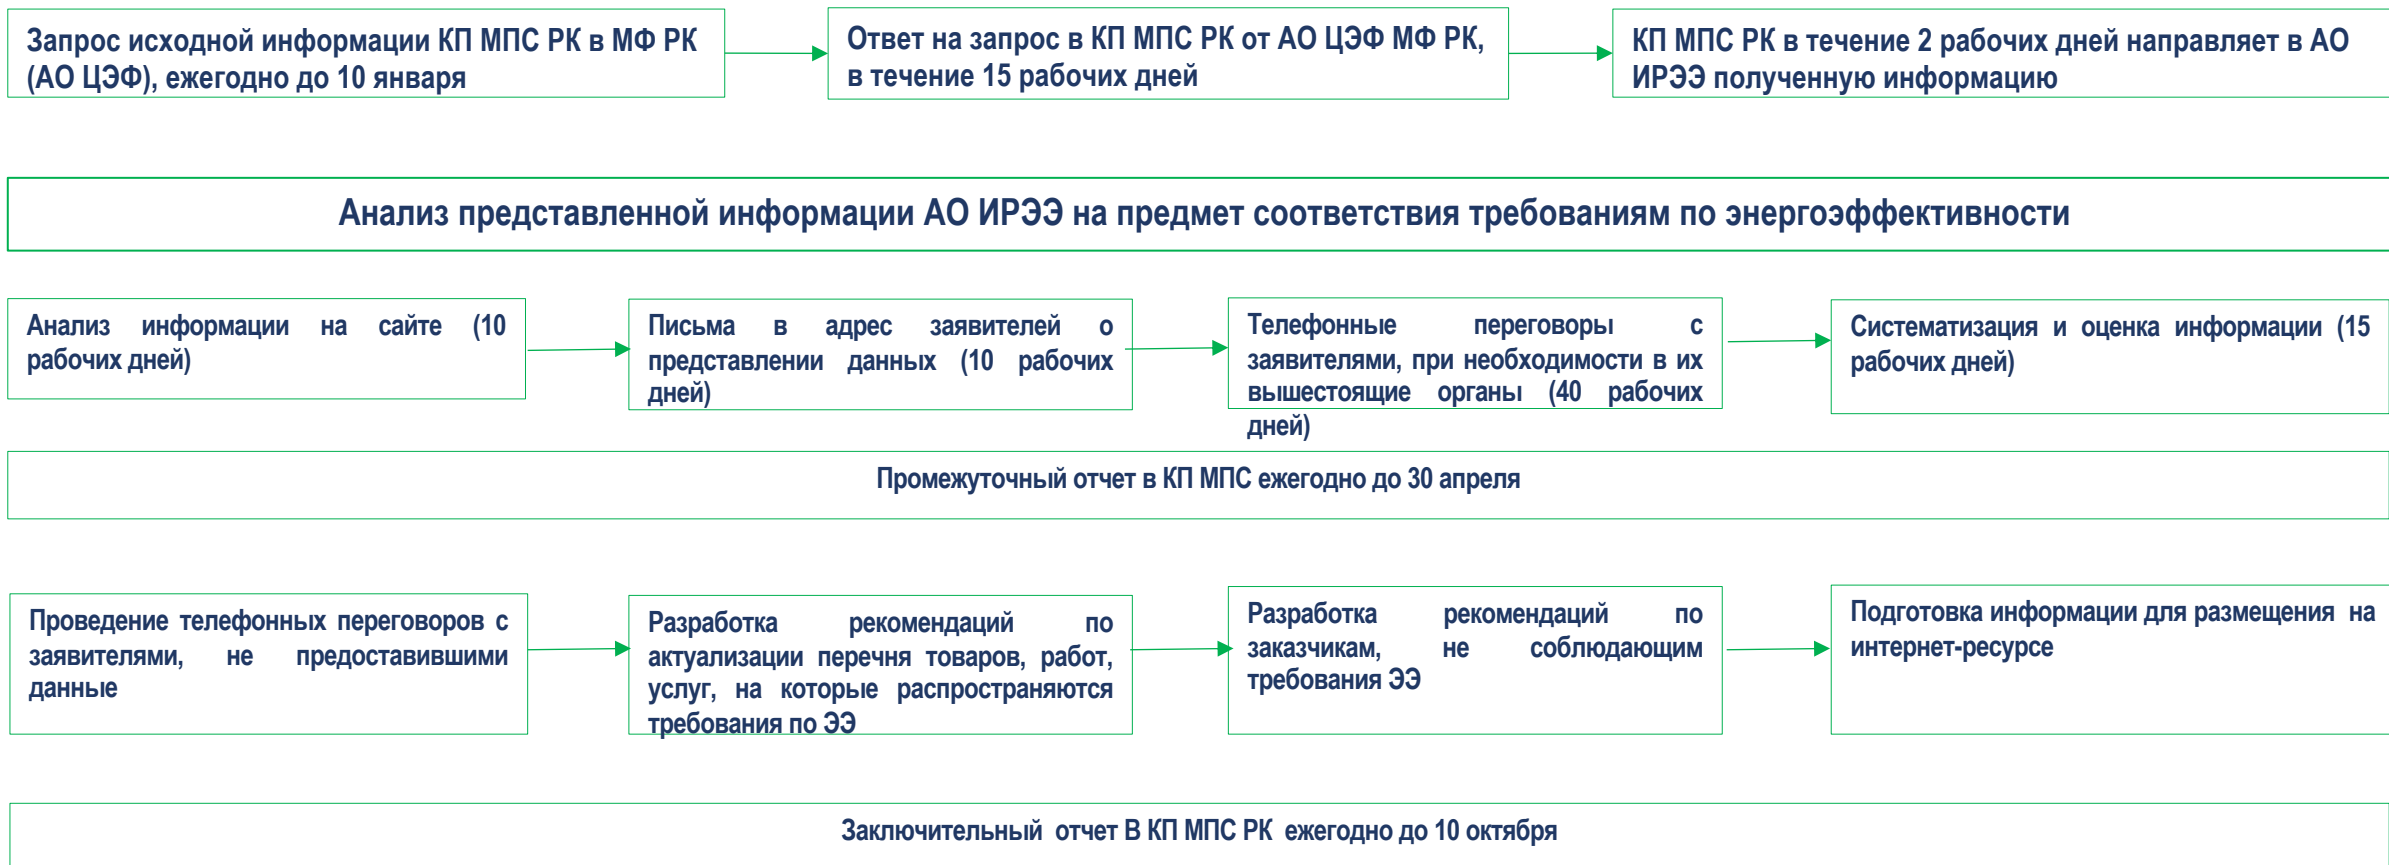 Запрос исходной информации КП МПС РК в МФ РК
(АО ЦЭФ), ежегодно до 10 января
Ответ на запрос в КП МПС РК от АО ЦЭФ МФ РК,
в течение 15 рабочих дней
КП МПС РК в течение 2 рабочих дней направляет в АО
ИРЭЭ полученную информацию
Анализ представленной информации АО ИРЭЭ на предмет соответствия требованиям по энергоэффективности
Анализ информации на сайте (10
рабочих дней)
Письма в адрес заявителей о
представлении данных (10 рабочих
дней)
Телефонные переговоры с
заявителями, при необходимости в их
вышестоящие органы (40 рабочих
дней)
Систематизация и оценка информации (15
рабочих дней)
Промежуточный отчет в КП МПС ежегодно до 30 апреля
Проведение телефонных переговоров с
заявителями, не предоставившими
данные
Разработка рекомендаций по
актуализации перечня товаров, работ,
услуг, на которые распространяются
требования по ЭЭ
Разработка рекомендаций по
заказчикам, не соблюдающим
требования ЭЭ
Подготовка информации для размещения на
интернет-ресурсе
Заключительный отчет В КП МПС РК ежегодно до 10 октября